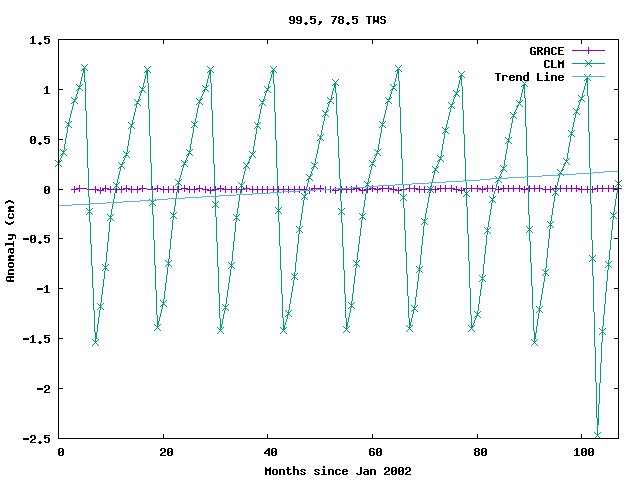 99.5, 78.5 TWS
GRACE
CLM
Trend Line
1.5
1
0.5
0
-0.5
-1
-1.5
-2
-2.5
Anomaly (cm)
0 20 40 60 80 100
Months since Jan 2002